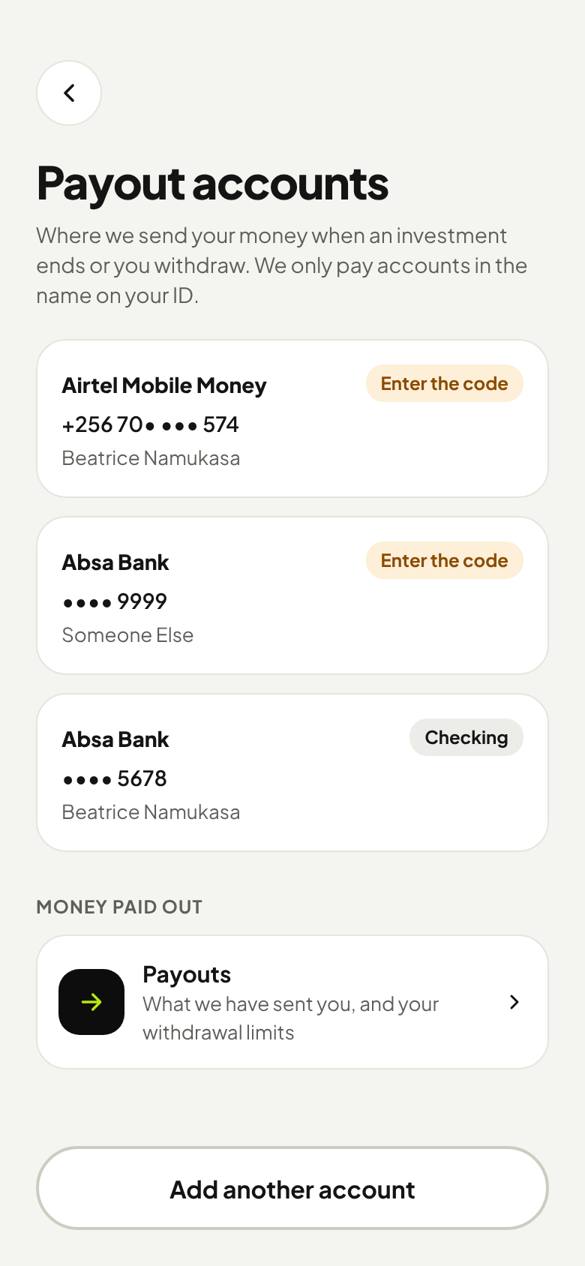 Payout accounts
Where we send your money when an investment
ends or you withdraw. We only pay accounts in the
name on your ID.
Airtel Mobile Money
Enter the code
+256 70• ••• 574
Beatrice Namukasa
Absa Bank
Enter the code
•••• 9999
Someone Else
Absa Bank
Checking
•••• 5678
Beatrice Namukasa
MONEY PAID OUT
Payouts
What we have sent you, and your
withdrawal limits
Add another account